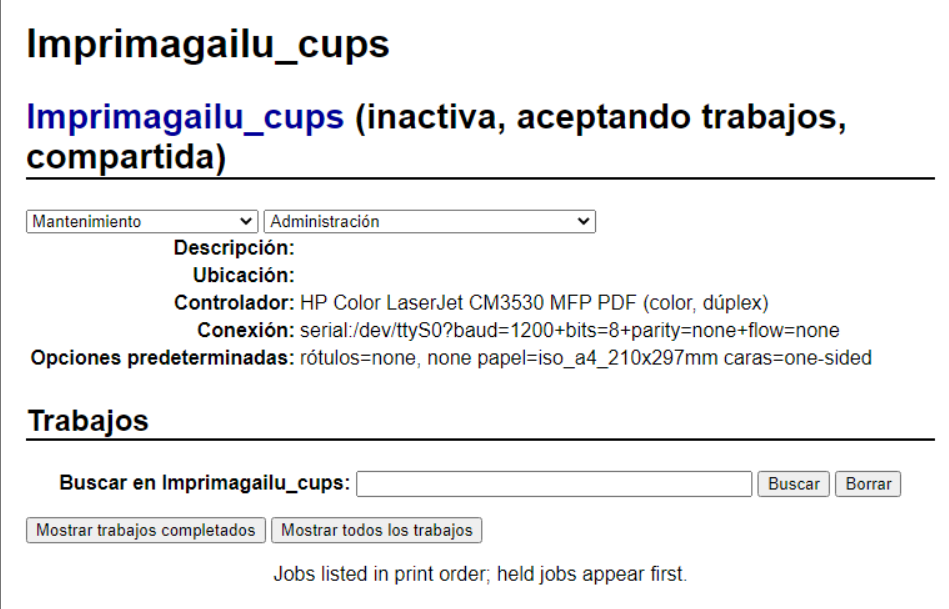 Imprimagailu_cups
Imprimagailu_cups (inactiva, aceptando trabajos,
compartida)
Mantenimiento Administración
Descripción:
Ubicación:
Controlador: HP Color LaserJet CM3530 MFP PDF (color, dúplex)
Conexión: serial:/dev/ttyS0?baud=1200+bits=8+parity=none+flow=none
Opciones predeterminadas: rótulos=none, none papel=iso_a4_210x297mm caras=one-sided
Trabajos
Buscar en Imprimagailu_cups: Buscar Borrar
Mostrar trabajos completados Mostrar todos los trabajos
Jobs listed in print order; held jobs appear first.